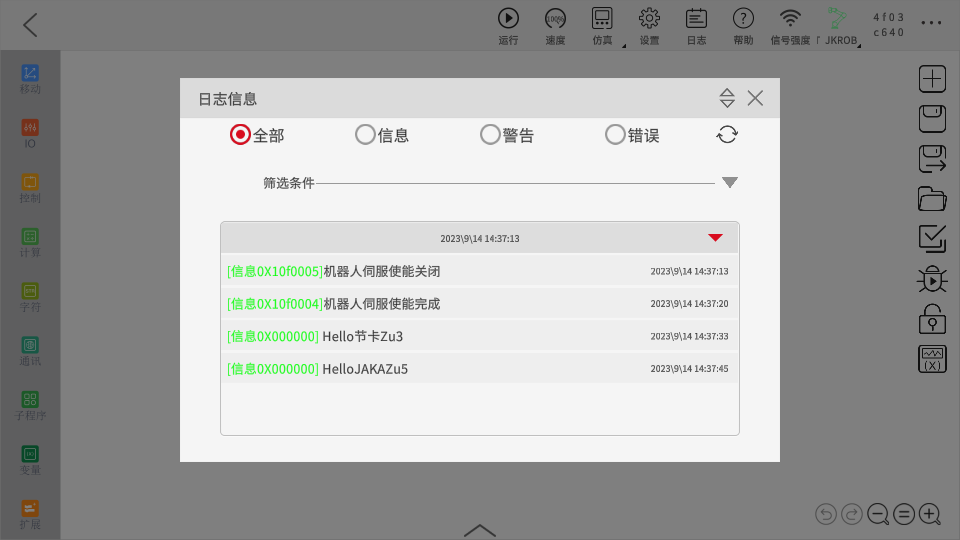 运行
100%
速度
仿真
设置
日志
帮助
信号强度
JKROB
4f03
c640
移动
IO
控制
计算
字符
通讯
子程序
变量
扩展
日志信息
全部
信息
警告
错误
筛选条件
2023\9\14 14:37:13
[信息0X10f0005]机器人伺服使能关闭 2023\9\14 14:37:13
[信息0X10f0004]机器人伺服使能完成 2023\9\14 14:37:20
[信息0X000000] Hello节卡Zu3 2023\9\14 14:37:33
[信息0X000000] HelloJAKAZu5 2023\9\14 14:37:45
(X)